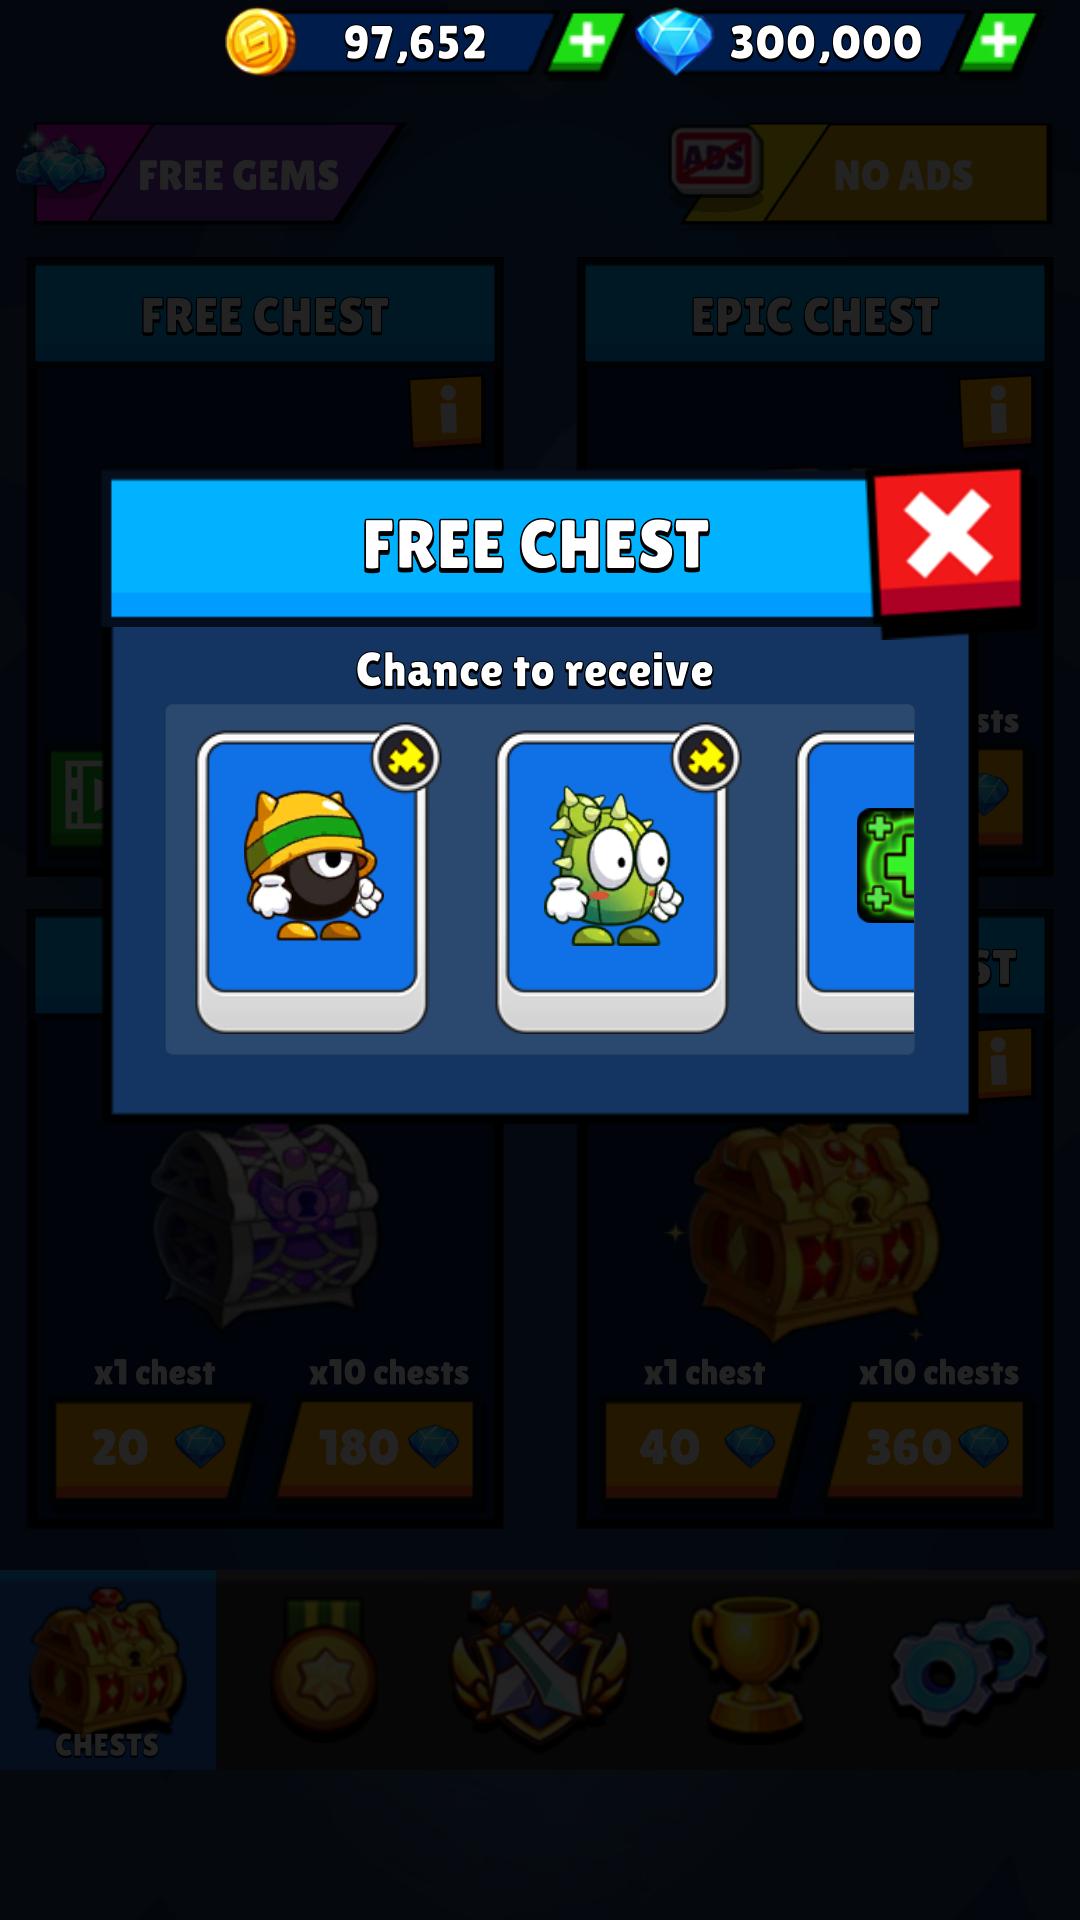 97,652
300,000
FREE GEMS
ADS
NO ADS
FREE CHEST
EPIC CHEST
i
i
FREE CHEST
Chance to receive
sts
ST
i
x1 chest
x10 chests
x1 chest
x10 chests
20
180
40
360
CHESTS